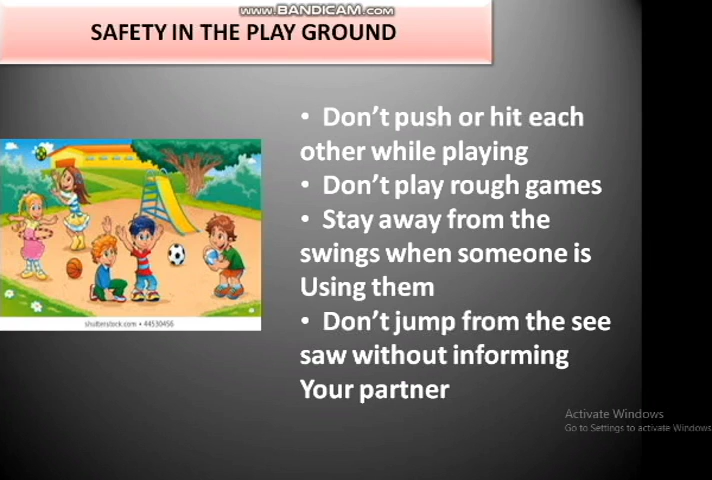 WWW.BANDICAM.COM
SAFETY IN THE PLAY GROUND
• Don't push or hit each
other while playing
• Don't play rough games
• Stay away from the
swings when someone is
Using them
• Don't jump from the see
saw without informing
Your partner
shutterstock.com • 44530456
Activate Windows
Go to Settings to activate Windows